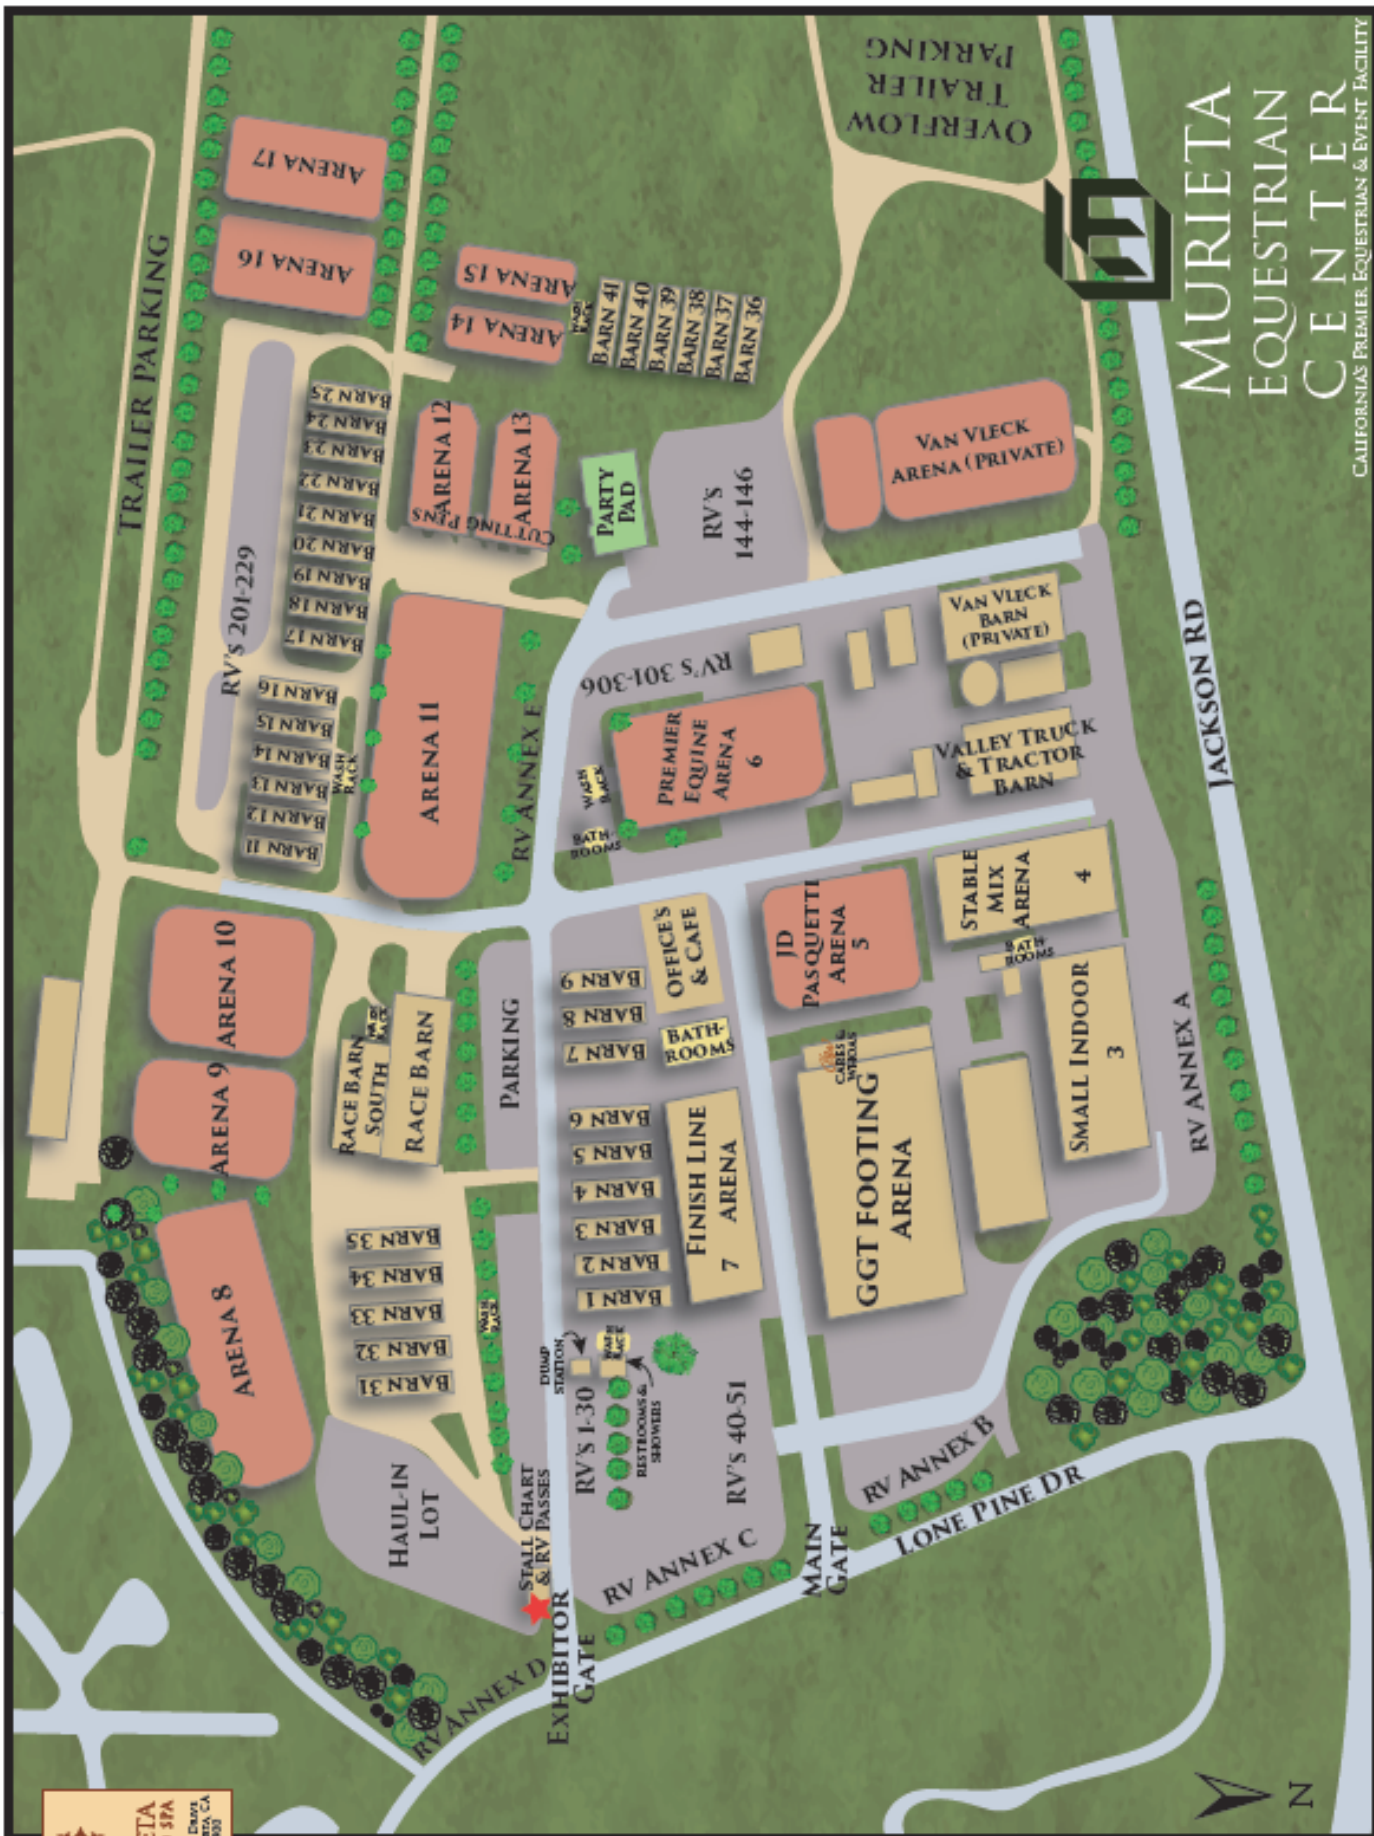 MURIETA
EQUESTRIAN
CENTER
CALIFORNIA'S PREMIER EQUESTRIAN & EVENT FACILITY
OVERFLOW
TRAILER
PARKING
TRAILER PARKING
ARENA 17
ARENA 16
ARENA 15
ARENA 14
WASH
RACK
BARN 41
BARN 40
BARN 39
BARN 38
BARN 37
BARN 36
BARN 25
BARN 24
BARN 23
BARN 22
BARN 21
BARN 20
BARN 19
BARN 18
BARN 17
BARN 16
BARN 15
BARN 14
BARN 13
BARN 12
BARN 11
WASH
RACK
RV'S 201-229
ARENA 12
ARENA 13
CUTTING PENS
PARTY
PAD
RV'S
144-146
VAN VLECK
ARENA (PRIVATE)
ARENA 11
RV ANNEX E
RV'S 301-306
WASH
RACK
BATH-
ROOMS
PREMIER
EQUINE
ARENA
6
VAN VLECK
BARN
(PRIVATE)
VALLEY TRUCK
& TRACTOR
BARN
JACKSON RD
ARENA 10
ARENA 9
ARENA 8
RACE BARN
SOUTH
WASH
RACK
RACE BARN
PARKING
BARN 9
BARN 8
BARN 7
BARN 6
BARN 5
BARN 4
BARN 3
BARN 2
BARN 1
OFFICE'S
& CAFE
BATH-
ROOMS
FINISH LINE
ARENA
7
JD
PASQUETTI
ARENA
5
STABLE
MIX
ARENA
4
BATH-
ROOMS
CARES &
WHOAS
GGT FOOTING
ARENA
SMALL INDOOR
3
RV ANNEX A
BARN 35
BARN 34
BARN 33
BARN 32
BARN 31
WASH
RACK
HAUL-IN
LOT
STALL CHART
& RV PASSES
DUMP
STATION
WASH
RACK
RV'S 1-30
RESTROOMS &
SHOWERS
RV'S 40-51
RV ANNEX B
RV ANNEX C
RV ANNEX D
LONE PINE DR
MAIN
GATE
EXHIBITOR
GATE
N
SPA
DRIVE